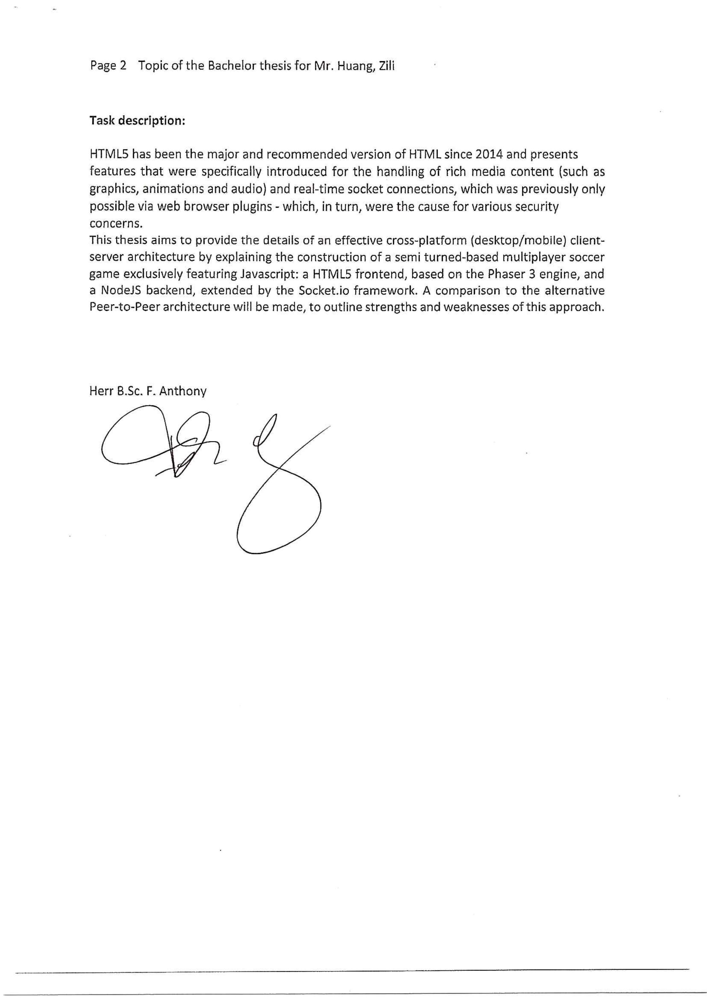 Page 2 Topic of the Bachelor thesis for Mr. Huang, Zili
Task description:
HTML5 has been the major and recommended version of HTML since 2014 and presents
features that were specifically introduced for the handling of rich media content (such as
graphics, animations and audio) and real-time socket connections, which was previously only
possible via web browser plugins - which, in turn, were the cause for various security
concerns.
This thesis aims to provide the details of an effective cross-platform (desktop/mobile) client-
server architecture by explaining the construction of a semi turned-based multiplayer soccer
game exclusively featuring Javascript: a HTML5 frontend, based on the Phaser 3 engine, and
a NodeJS backend, extended by the Socket.io framework. A comparison to the alternative
Peer-to-Peer architecture will be made, to outline strengths and weaknesses of this approach.
Herr B.Sc. F. Anthony